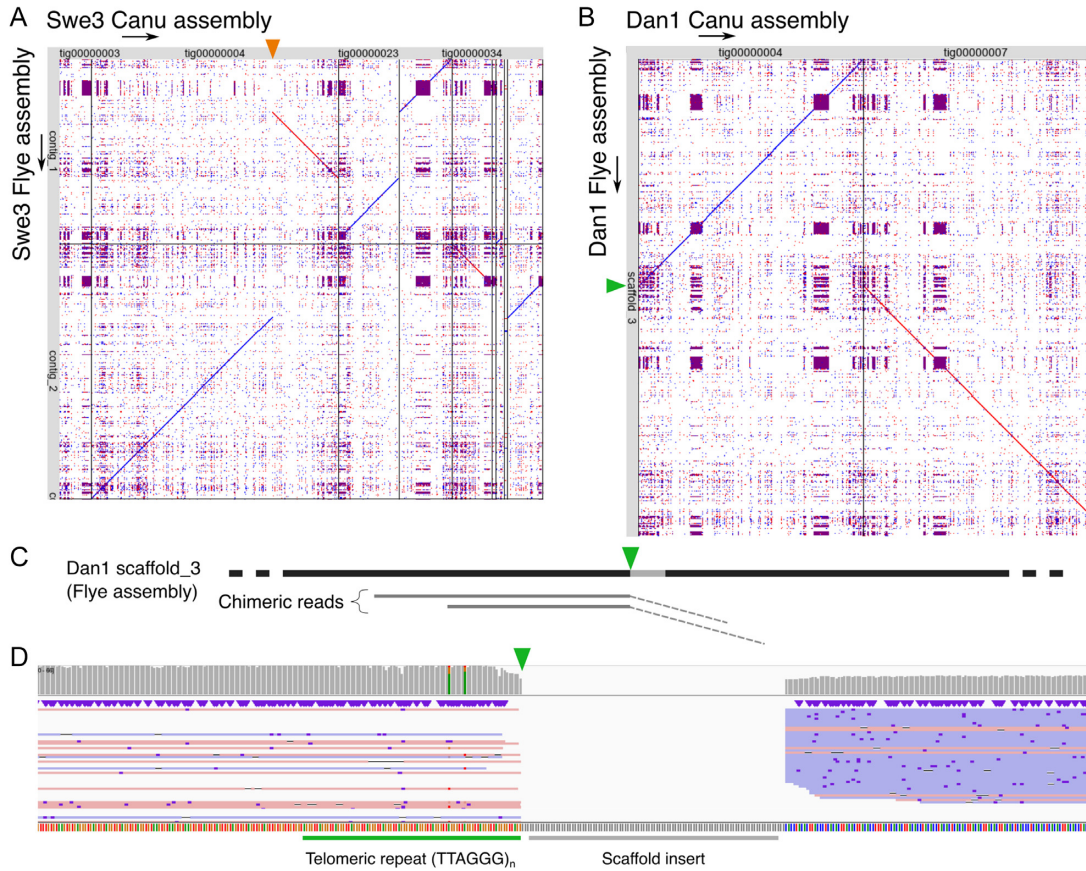 A
Swe3 Canu assembly
tig00000003
tig00000004
tig00000023
tig00000034
Swe3 Flye assembly
contig_1
contig_2
c
B
Dan1 Canu assembly
tig00000004
tig00000007
Dan1 Flye assembly
scaffold_3
C
Dan1 scaffold_3
(Flye assembly)
Chimeric reads
D
Telomeric repeat (TTAGGG)n
Scaffold insert